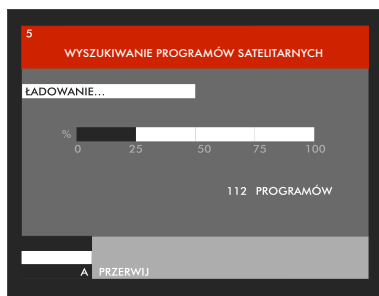 5
WYSZUKIWANIE PROGRAMÓW SATELITARNYCH
ŁADOWANIE...
%
0 25 50 75 100
112 PROGRAMÓW
A PRZERWIJ